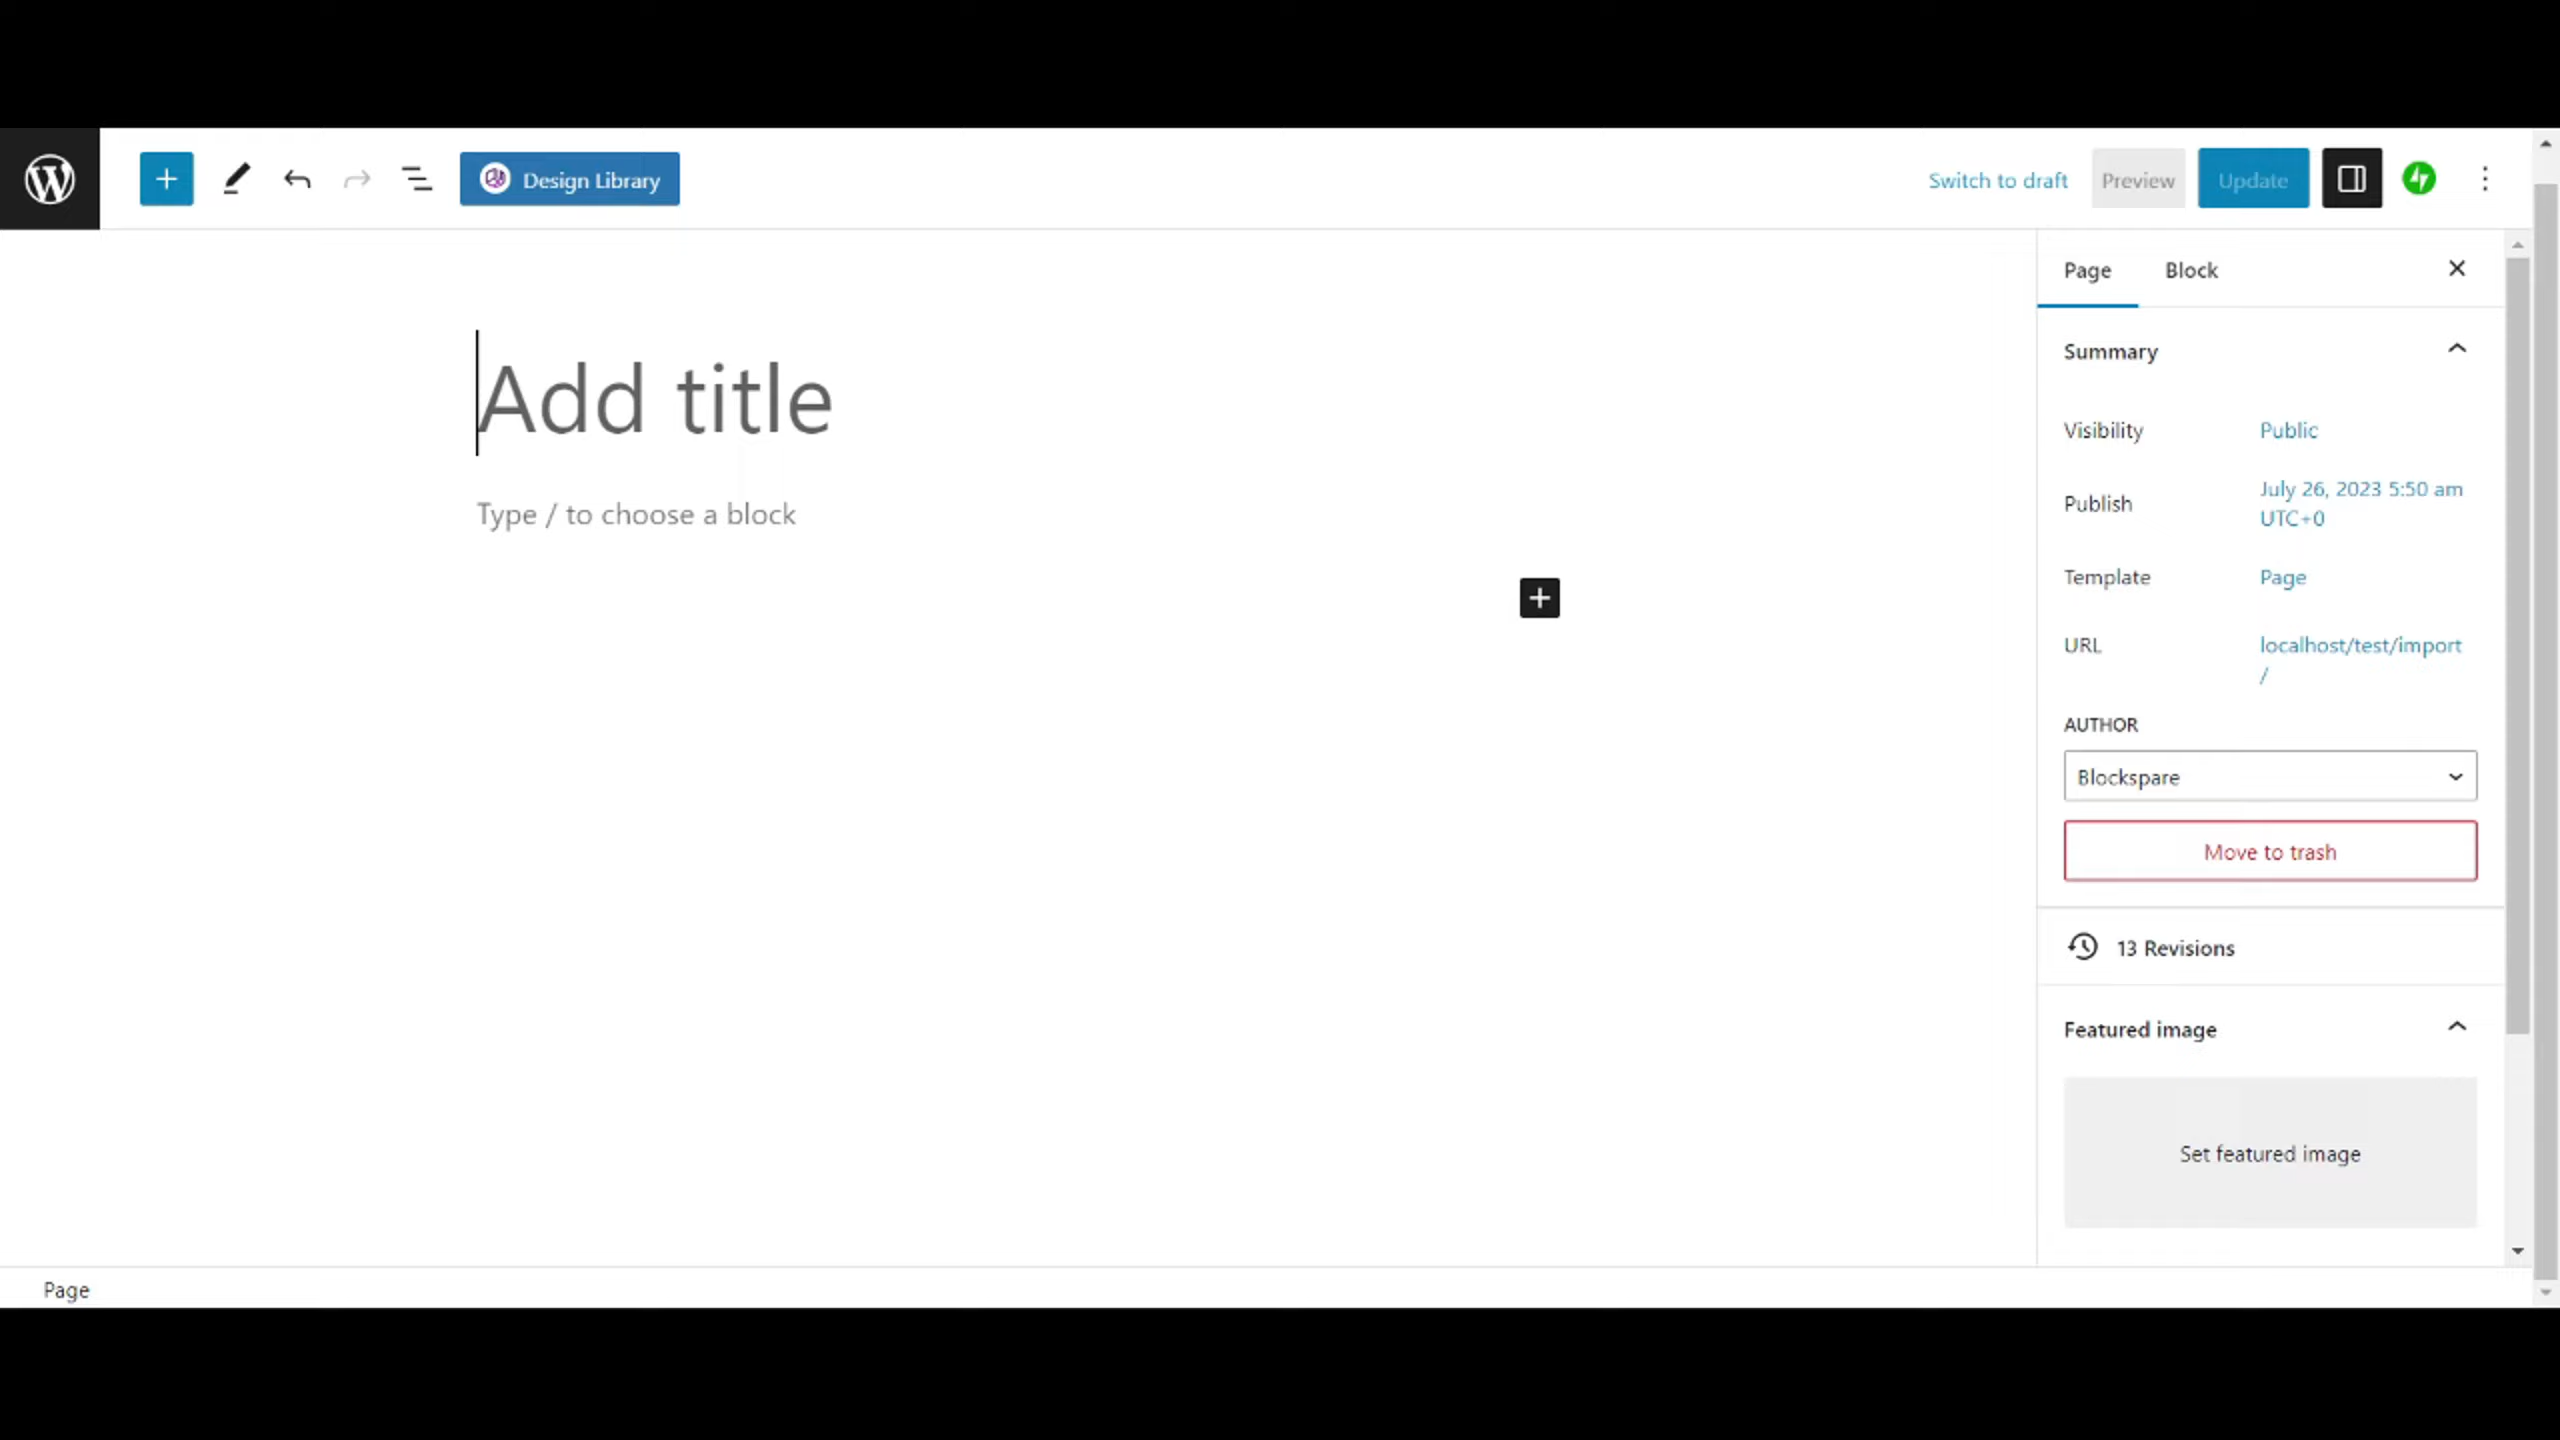 Design Library
Switch to draft
Preview
Update
Page
Block
Add title
Type / to choose a block
Summary
Visibility
Public
Publish
July 26, 2023 5:50 am
UTC+0
Template
Page
URL
localhost/test/import
/
AUTHOR
Blockspare
Move to trash
13 Revisions
Featured image
Set featured image
Page